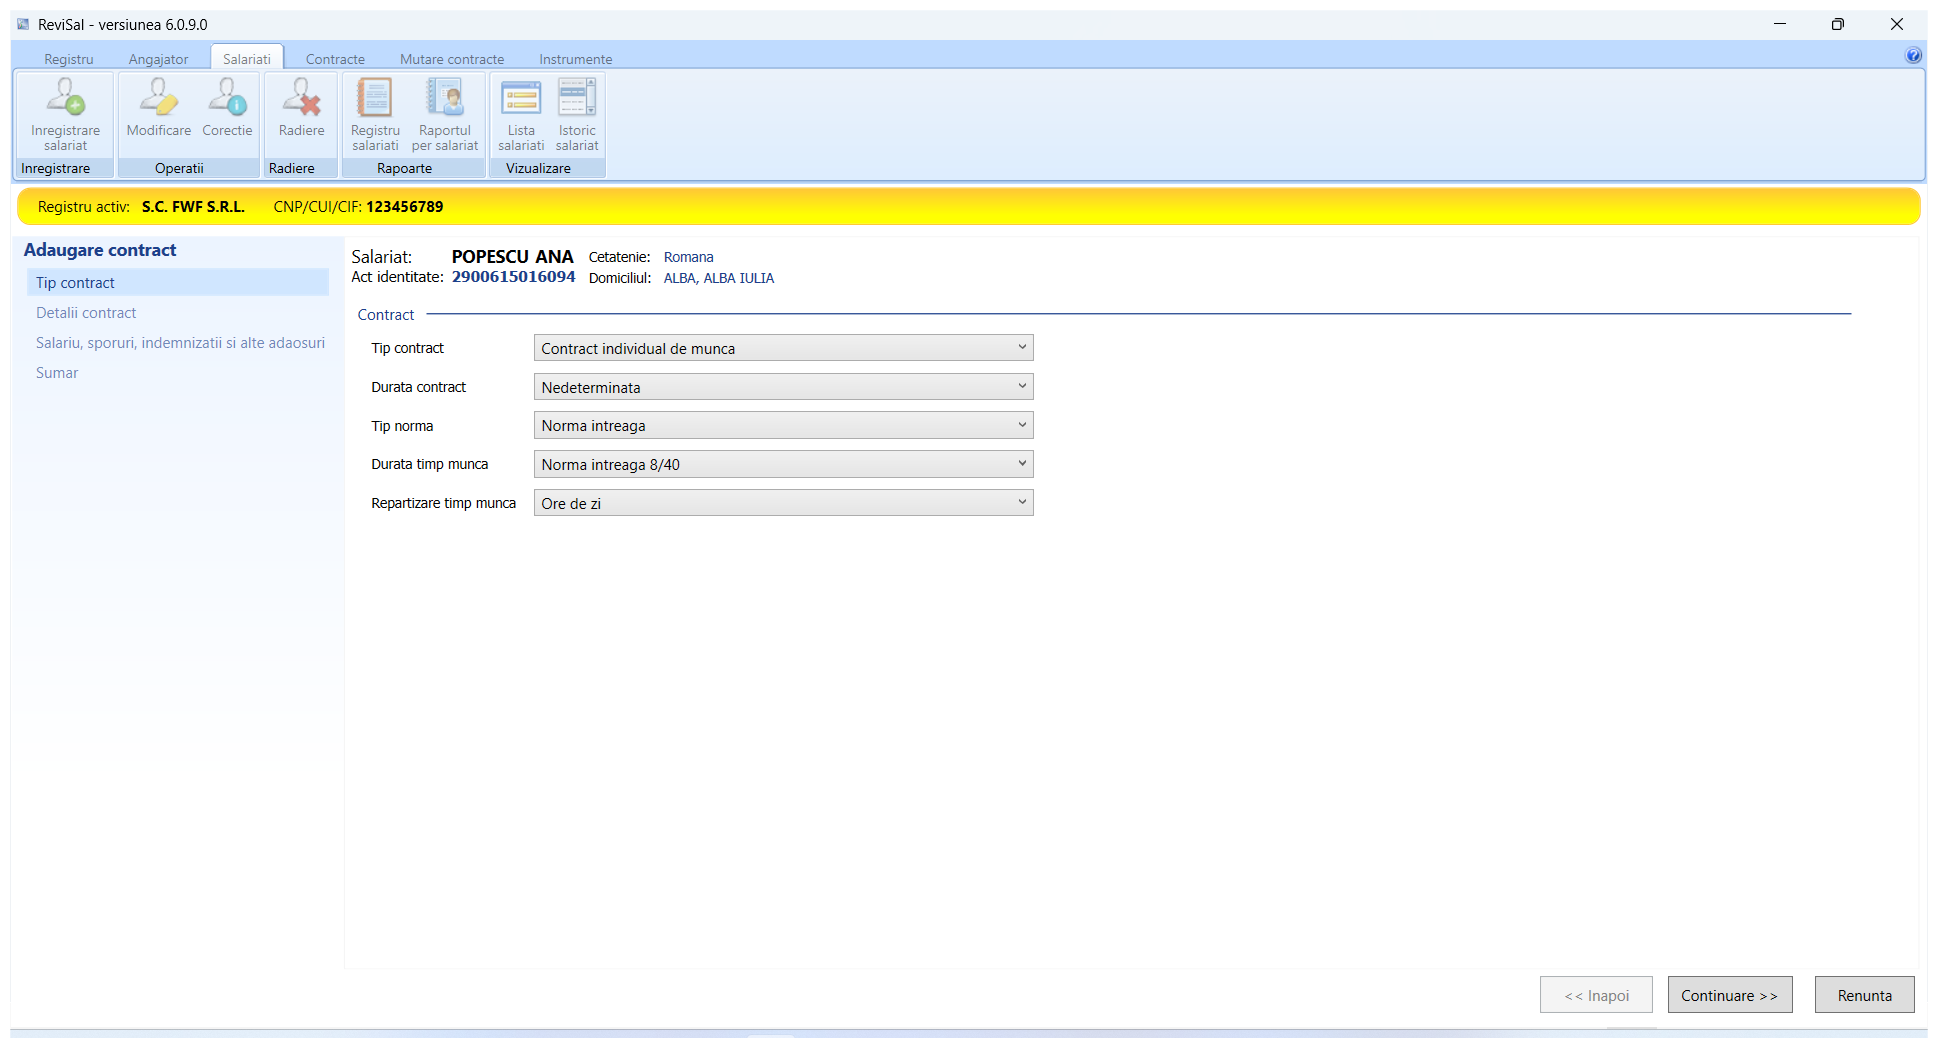 ReviSal - versiunea 6.0.9.0
Registru Angajator Salariati Contracte Mutare contracte Instrumente
Inregistrare salariat
Modificare
Corectie
Radiere
Registru salariati
Raportul per salariat
Lista salariati
Istoric salariat
Inregistrare Operatii Radiere Rapoarte Vizualizare
Registru activ: S.C. FWF S.R.L. CNP/CUI/CIF: 123456789
Adaugare contract
Tip contract
Detalii contract
Salariu, sporuri, indemnizatii si alte adaosuri
Sumar
Salariat: POPESCU ANA Cetatenie: Romana
Act identitate: 2900615016094 Domiciliul: ALBA, ALBA IULIA
Contract
Tip contract Contract individual de munca
Durata contract Nedeterminata
Tip norma Norma intreaga
Durata timp munca Norma intreaga 8/40
Repartizare timp munca Ore de zi
<< Inapoi Continuare >> Renunta